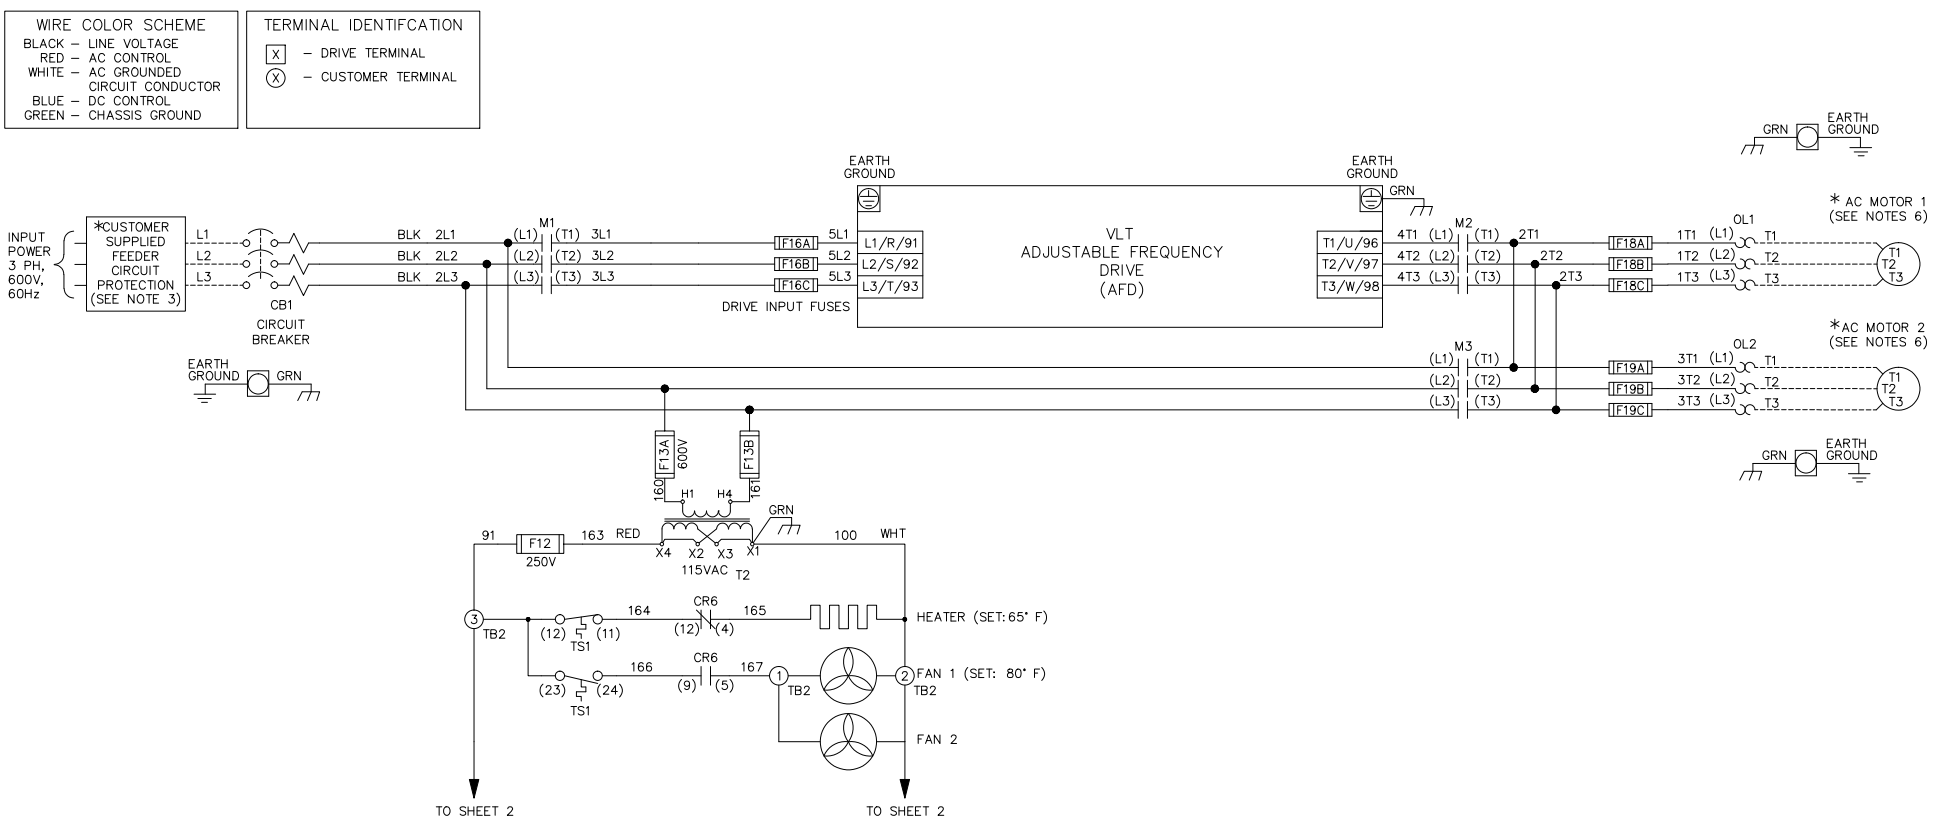 WIRE COLOR SCHEME
BLACK – LINE VOLTAGE
RED – AC CONTROL
WHITE – AC GROUNDED
CIRCUIT CONDUCTOR
BLUE – DC CONTROL
GREEN – CHASSIS GROUND
TERMINAL IDENTIFCATION
X – DRIVE TERMINAL
X – CUSTOMER TERMINAL
INPUT
POWER
3 PH,
600V,
60Hz
*CUSTOMER
SUPPLIED
FEEDER
CIRCUIT
PROTECTION
(SEE NOTE 3)
L1
L2
L3
CB1
CIRCUIT
BREAKER
EARTH
GROUND
GRN
BLK 2L1
BLK 2L2
BLK 2L3
M1
(L1) (T1) 3L1
(L2) (T2) 3L2
(L3) (T3) 3L3
F16A 5L1
F16B 5L2
F16C 5L3
DRIVE INPUT FUSES
EARTH
GROUND
L1/R/91
L2/S/92
L3/T/93
VLT
ADJUSTABLE FREQUENCY
DRIVE
(AFD)
EARTH
GROUND
GRN
T1/U/96
T2/V/97
T3/W/98
M2
4T1 (L1) (T1) 2T1
4T2 (L2) (T2) 2T2
4T3 (L3) (T3) 2T3
F18A 1T1 (L1) T1
F18B 1T2 (L2) T2
F18C 1T3 (L3) T3
OL1
GRN
EARTH
GROUND
* AC MOTOR 1
(SEE NOTES 6)
T1
T2
T3
M3
(L1) (T1)
(L2) (T2)
(L3) (T3)
F19A 3T1 (L1) T1
F19B 3T2 (L2) T2
F19C 3T3 (L3) T3
OL2
*AC MOTOR 2
(SEE NOTES 6)
T1
T2
T3
GRN
EARTH
GROUND
F13A
600V
F13B
160
161
H1 H4
GRN
91
F12
250V
163 RED
X4 X2 X3 X1
115VAC T2
100 WHT
3
TB2
(12) (11)
TS1
164
CR6
(12) (4)
165
HEATER (SET:65° F)
(23) (24)
TS1
166
CR6
(9) (5)
167
1
TB2
2
TB2
FAN 1 (SET: 80° F)
FAN 2
TO SHEET 2
TO SHEET 2